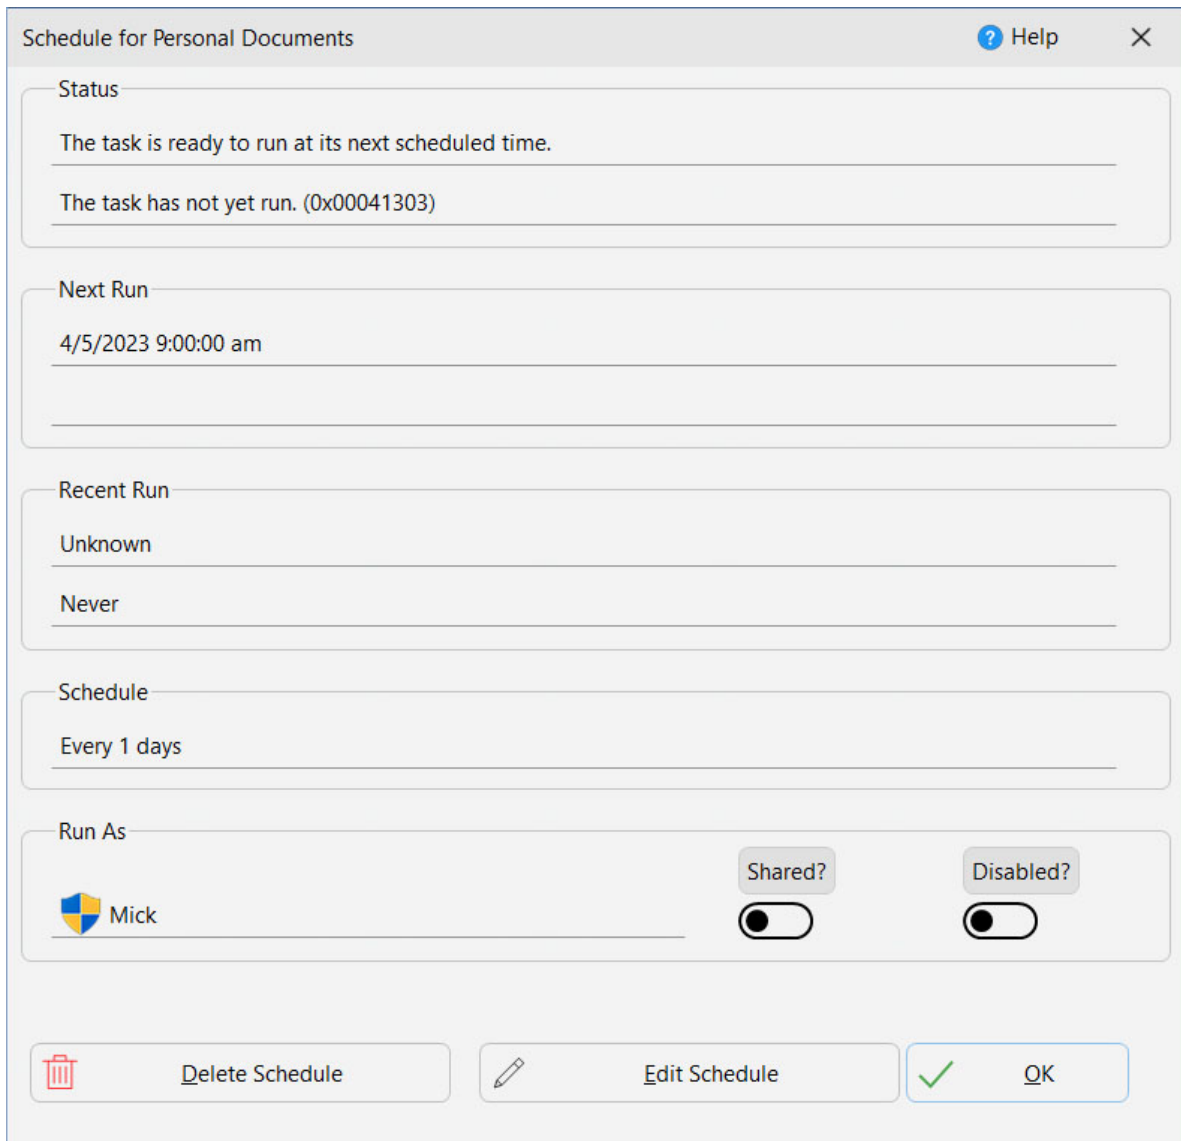 Schedule for Personal Documents
? Help
Status
The task is ready to run at its next scheduled time.
The task has not yet run. (0x00041303)
Next Run
4/5/2023 9:00:00 am
Recent Run
Unknown
Never
Schedule
Every 1 days
Run As
Shared? Disabled?
Mick
Delete Schedule Edit Schedule OK